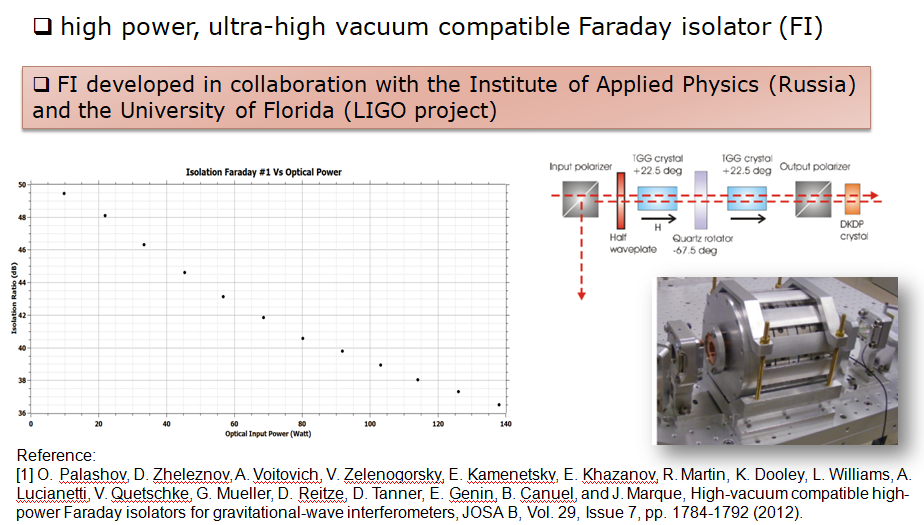 ❑ high power, ultra-high vacuum compatible Faraday isolator (FI)
❑ FI developed in collaboration with the Institute of Applied Physics (Russia)
and the University of Florida (LIGO project)
Isolation Faraday #1 Vs Optical Power
Isolation Ratio (dB)
50
48
46
44
42
40
38
36
0
20
40
60
80
100
120
140
Optical Input Power (Watt)
Input polarizer
TGG crystal
+22.5 deg
TGG crystal
+22.5 deg
Output polarizer
H
Half
waveplate
Quartz rotator
-67.5 deg
DKDP
crystal
Reference:
[1] O. Palashov, D. Zheleznov, A. Voitovich, V. Zelenogorsky, E. Kamenetsky, E. Khazanov, R. Martin, K. Dooley, L. Williams, A.
Lucianetti, V. Quetschke, G. Mueller, D. Reitze, D. Tanner, E. Genin, B. Canuel, and J. Marque, High-vacuum compatible high-
power Faraday isolators for gravitational-wave interferometers, JOSA B, Vol. 29, Issue 7, pp. 1784-1792 (2012).